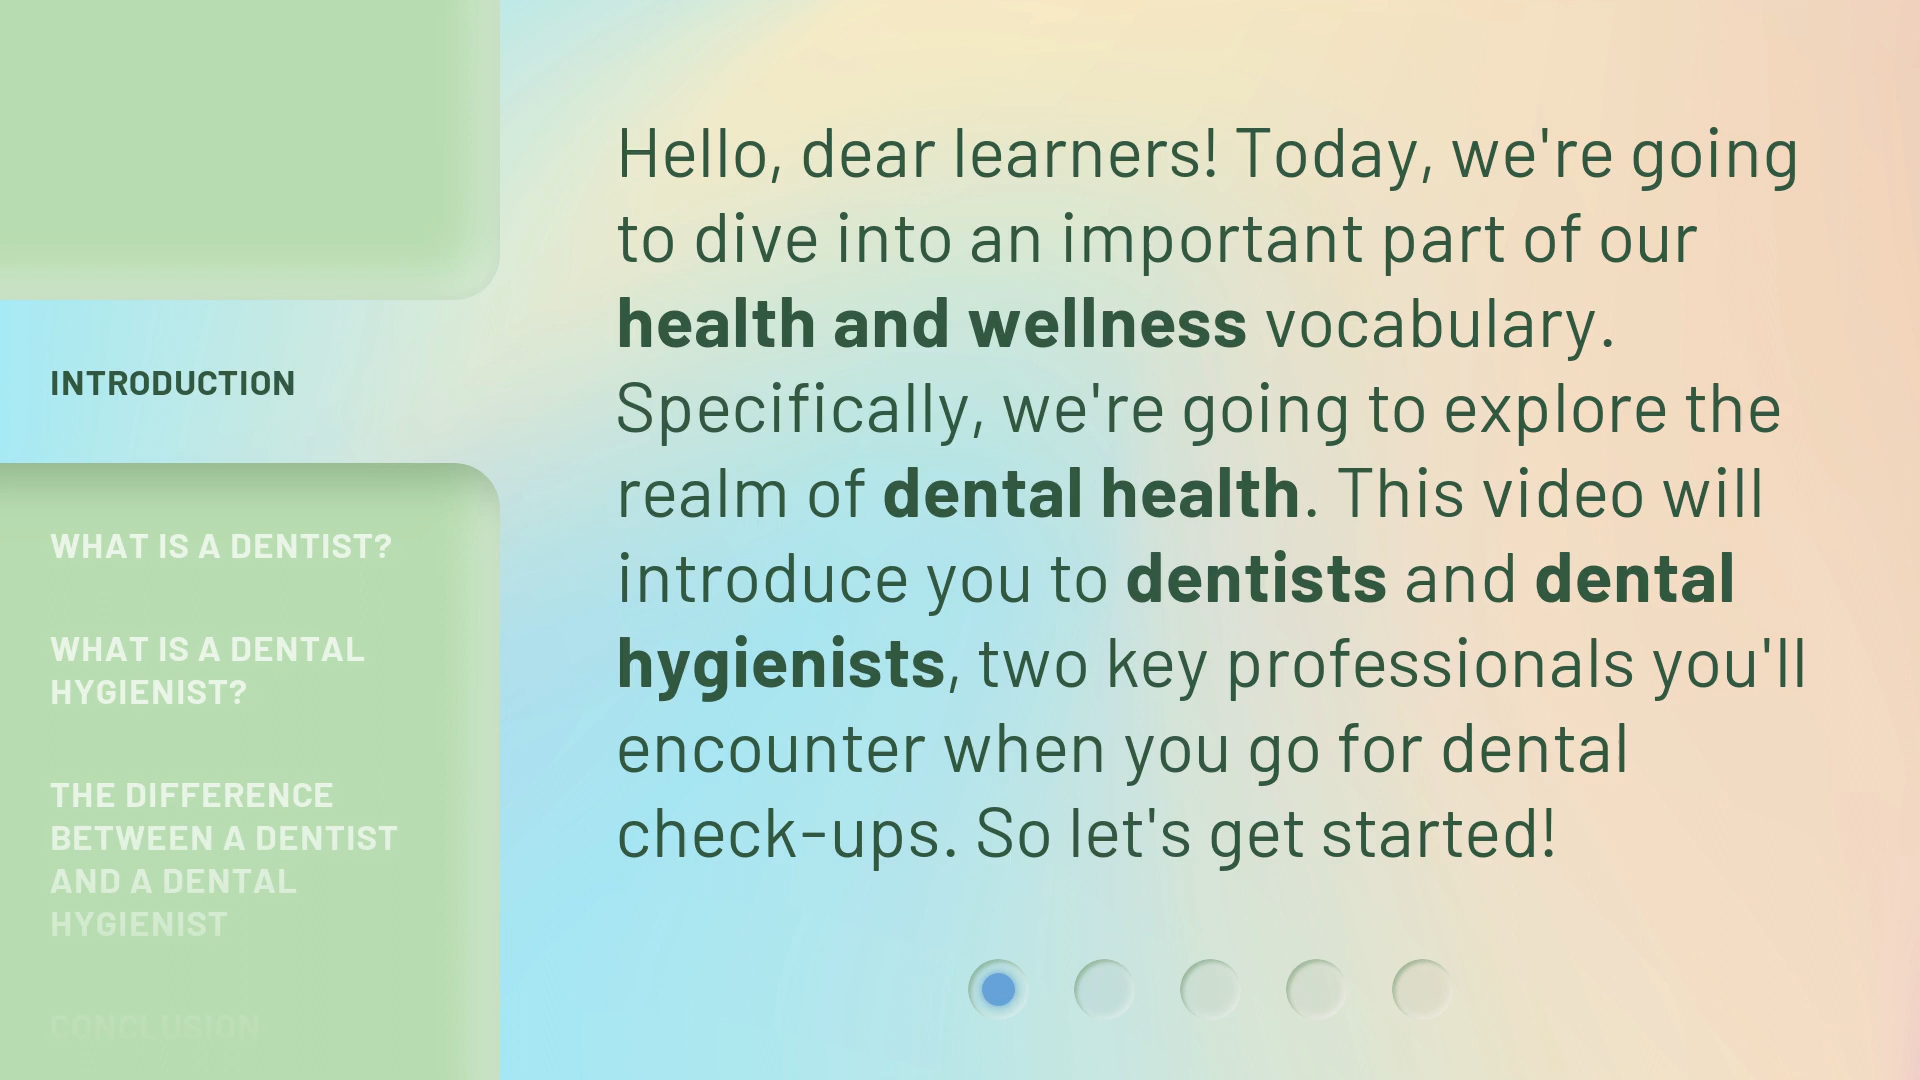 INTRODUCTION
WHAT IS A DENTIST?
WHAT IS A DENTAL
HYGIENIST?
THE DIFFERENCE
BETWEEN A DENTIST
AND A DENTAL
HYGIENIST
CONCLUSION
Hello, dear learners! Today, we're going
to dive into an important part of our
health and wellness vocabulary.
Specifically, we're going to explore the
realm of dental health. This video will
introduce you to dentists and dental
hygienists, two key professionals you'll
encounter when you go for dental
check-ups. So let's get started!